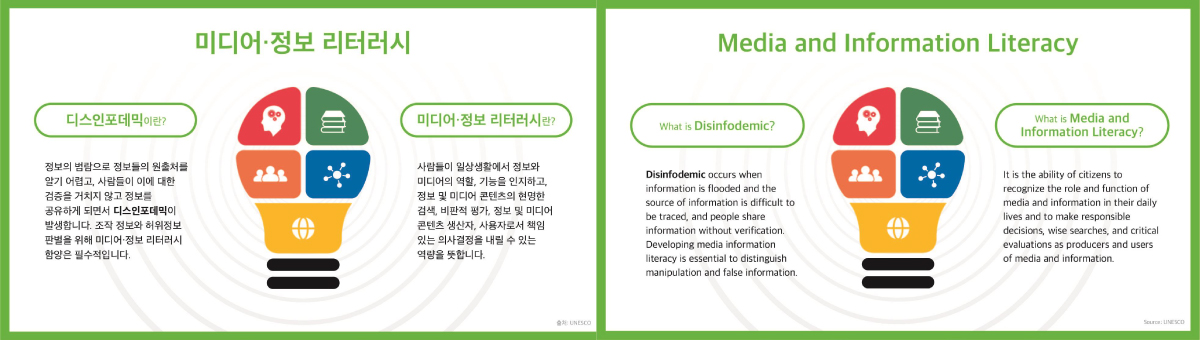 미디어·정보 리터러시
디스인포데믹이란?
정보의 범람으로 정보들의 원출처를
알기 어렵고, 사람들이 이에 대한
검증을 거치지 않고 정보를
공유하게 되면서 디스인포데믹이
발생합니다. 조작 정보와 허위정보
판별을 위해 미디어·정보 리터러시
함양은 필수적입니다.
미디어·정보 리터러시란?
사람들이 일상생활에서 정보와
미디어의 역할, 기능을 인지하고,
정보 및 미디어 콘텐츠의 현명한
검색, 비판적 평가, 정보 및 미디어
콘텐츠 생산자, 사용자로서 책임
있는 의사결정을 내릴 수 있는
역량을 뜻합니다.
출처: UNESCO
Media and Information Literacy
What is Disinfodemic?
Disinfodemic occurs when
information is flooded and the
source of information is difficult to
be traced, and people share
information without verification.
Developing media information
literacy is essential to distinguish
manipulation and false information.
What is Media and
Information Literacy?
It is the ability of citizens to
recognize the role and function of
media and information in their daily
lives and to make responsible
decisions, wise searches, and critical
evaluations as producers and users
of media and information.
Source: UNESCO